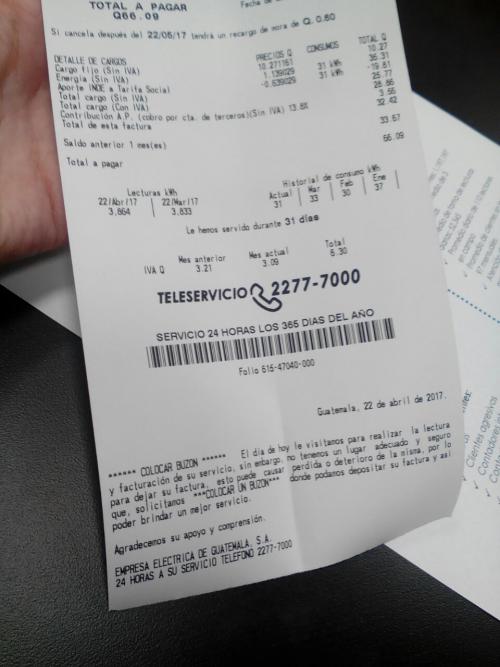 TOTAL A PAGAR
Q66.09
Fecha de
Si cancela después del 22/05/17 tendrá un recargo de mora de Q. 0.60
DETALLE DE CARGOS PRECIOS Q CONSUMOS TOTAL Q
Cargo fijo (Sin IVA) 10.271161 10.27
Energía (Sin IVA) 1.139029 31 kWh 35.31
Aporte INDE a Tarifa Social -0.639029 31 kWh -19.81
Total cargo (Sin IVA) 25.77
Total cargo (Con IVA) 28.86
Contribución A.P. (cobro por cta. de terceros)(Sin IVA) 13.8% 3.56
Total de esta factura 32.42
Saldo anterior 1 mes(es) 33.67
Total a pagar 66.09
Lecturas kWh
22/Abr/17 22/Mar/17
3,864 3,833
Historial de consumo kWh
Actual Mar Feb Ene
31 33 30 37
Le hemos servido durante 31 días
Mes anterior Mes actual Total
IVA Q 3.21 3.09 6.30
TELESERVICIO 2277-7000
SERVICIO 24 HORAS LOS 365 DIAS DEL AÑO
Folio 615-47040-000
Guatemala, 22 de abril de 2017.
****** COLOCAR BUZON ****** El día de hoy le visitamos para realizar la lectura
y facturación de su servicio, sin embargo, no tenemos un lugar adecuado y seguro
para dejar su factura, esto puede causar perdida o deterioro de la misma, por lo
que, solicitamos ***COLOCAR UN BUZON*** donde podamos depositar su factura y así
poder brindar un mejor servicio.
Agradecemos su apoyo y comprensión.
EMPRESA ELECTRICA DE GUATEMALA, S.A.
24 HORAS A SU SERVICIO TELEFONO 2277-7000
Clientes agresivos
Contadores